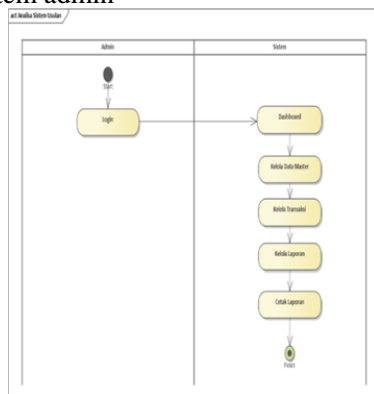 act Analisa Sistem Usulan
Admin
Sistem
Start
Login
Dashboard
Kelola Data Master
Kelola Transaksi
Kelola Laporan
Cetak Laporan
Finish